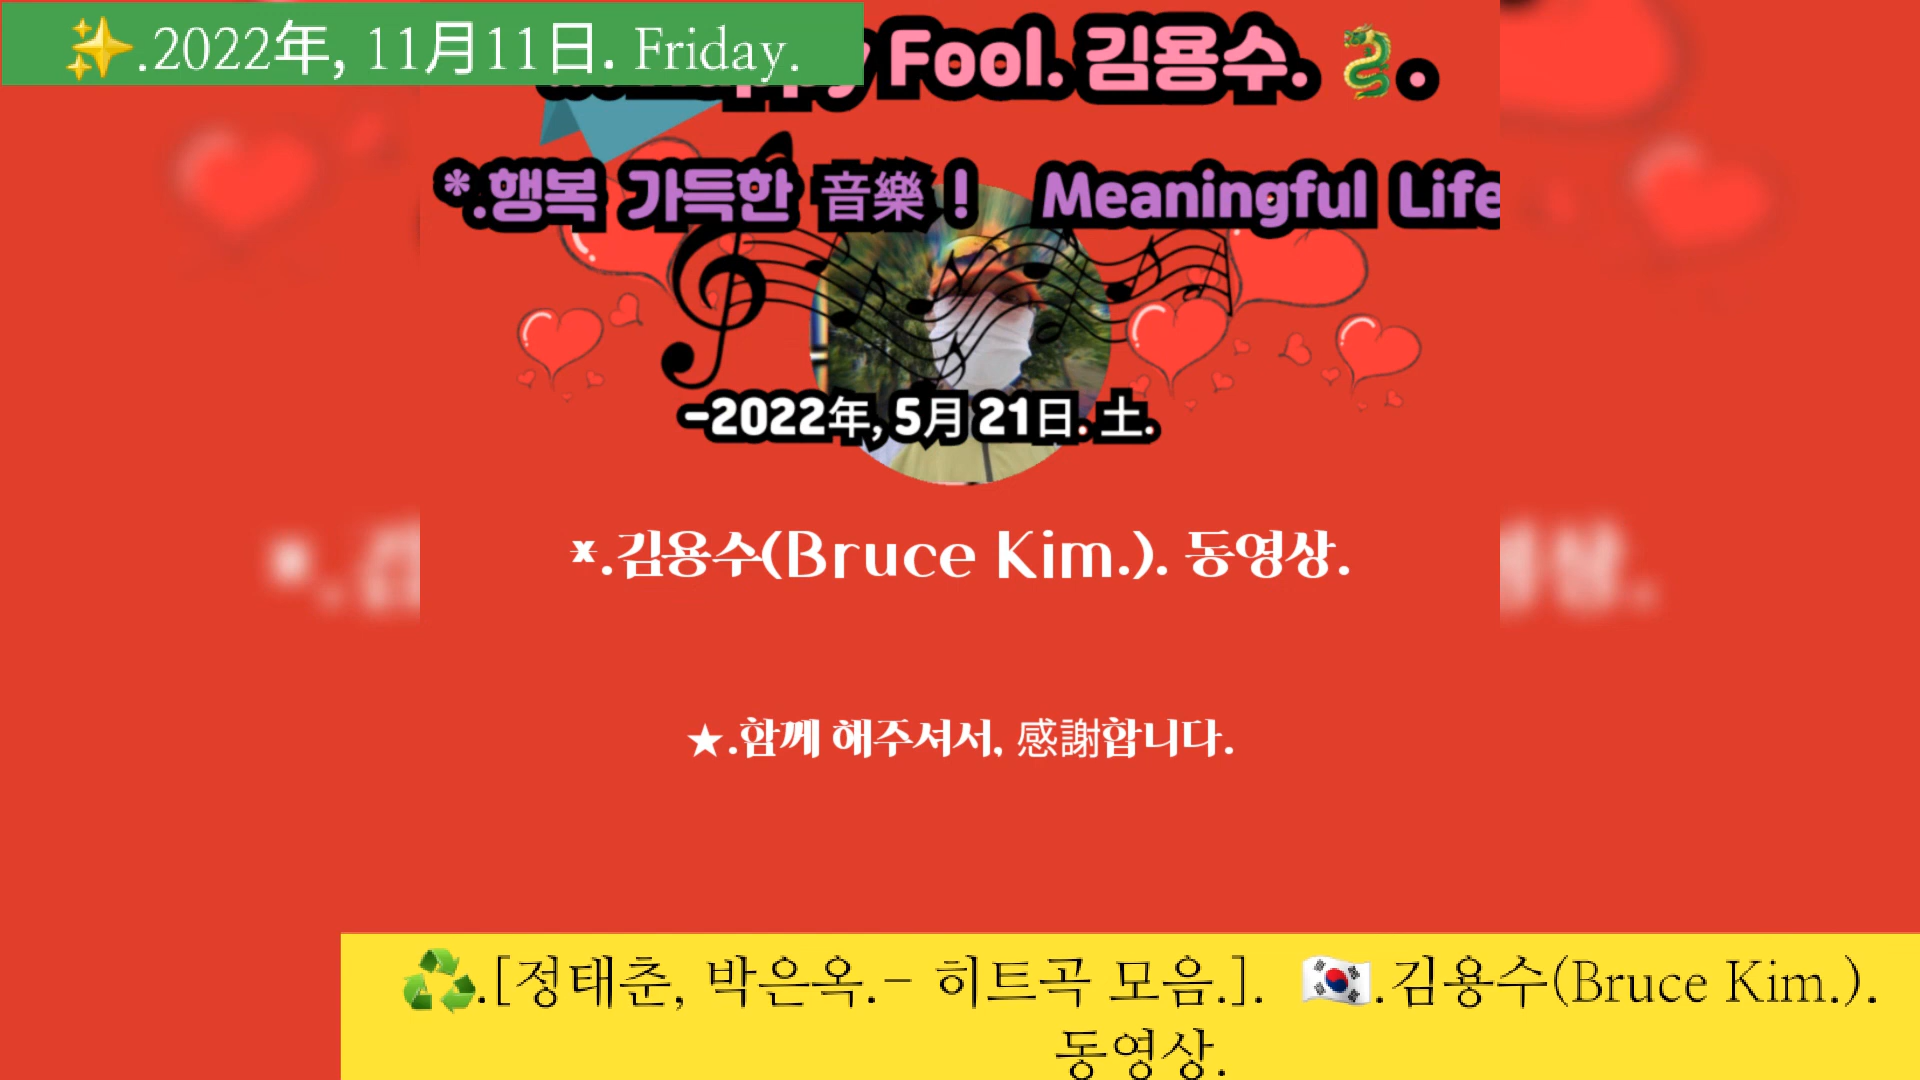 ✨.2022年, 11月11日. Friday.
Fool. 김용수. 🐉.
*.행복 가득한 音樂 ! Meaningful Life
-2022年, 5月 21日. 土.
*.김용수(Bruce Kim.). 동영상.
★.함께 해주셔서, 感謝합니다.
♻️.[정태춘, 박은옥.- 히트곡 모음.]. 🇰🇷.김용수(Bruce Kim.).
동영상.